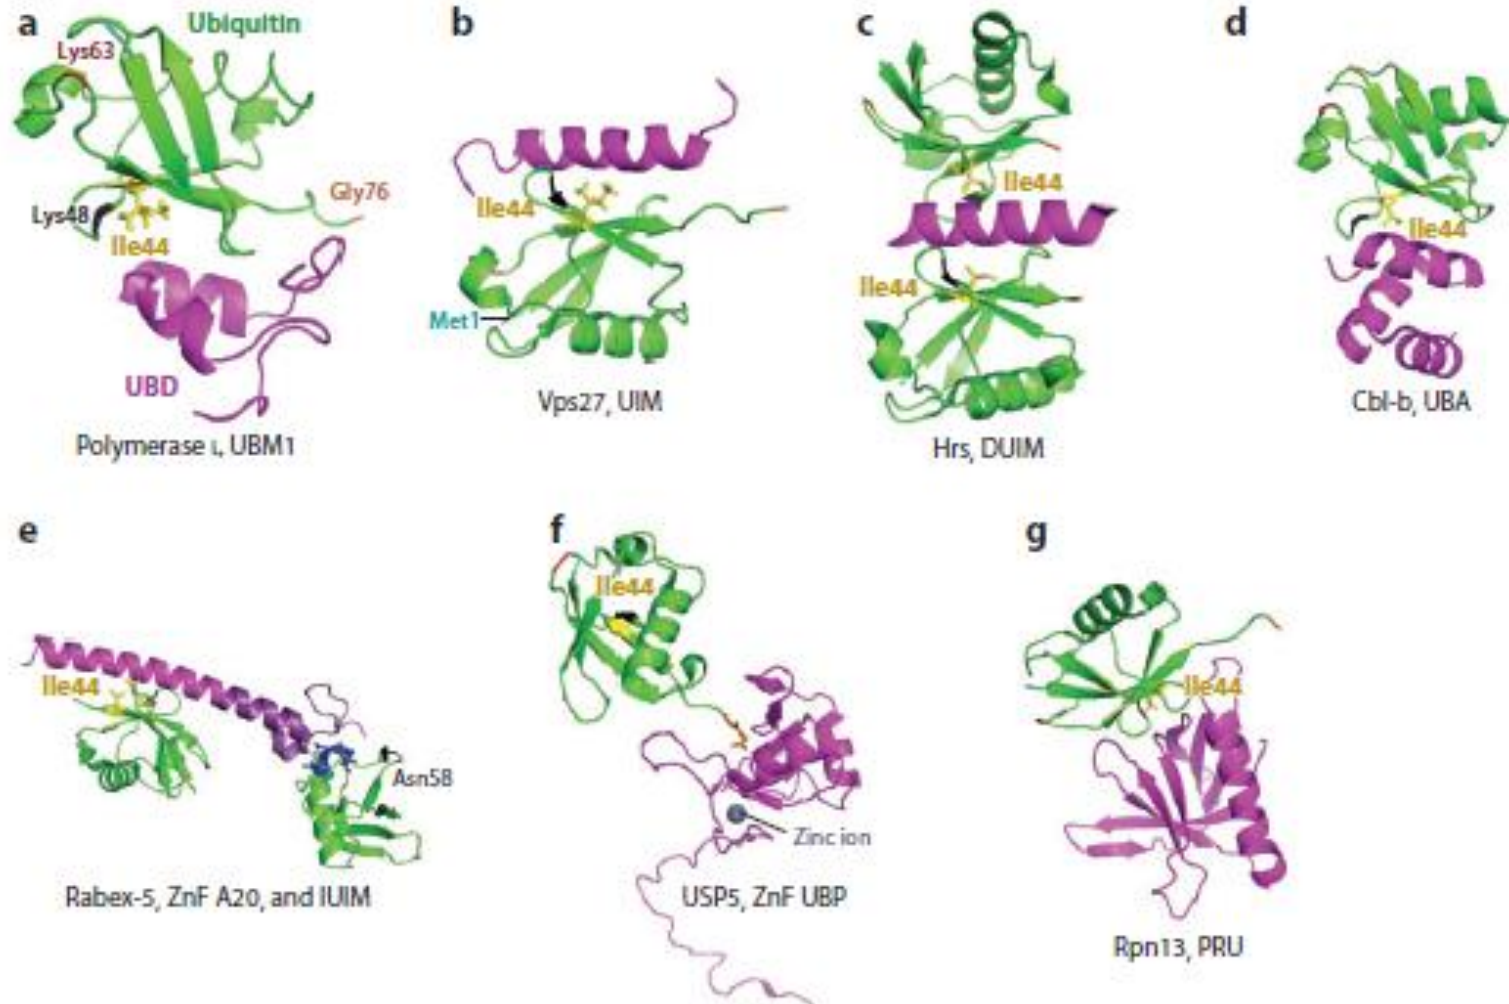 a
Ubiquitin
Lys63
Lys48
Gly76
Ile44
UBD
Polymerase ι, UBM1
b
Ile44
Met1
Vps27, UIM
c
Ile44
Ile44
Hrs, DUIM
d
Ile44
Cbl-b, UBA
e
Ile44
Asn58
Rabex-5, ZnF A20, and IUIM
f
Ile44
Zinc ion
USP5, ZnF UBP
g
Ile44
Rpn13, PRU